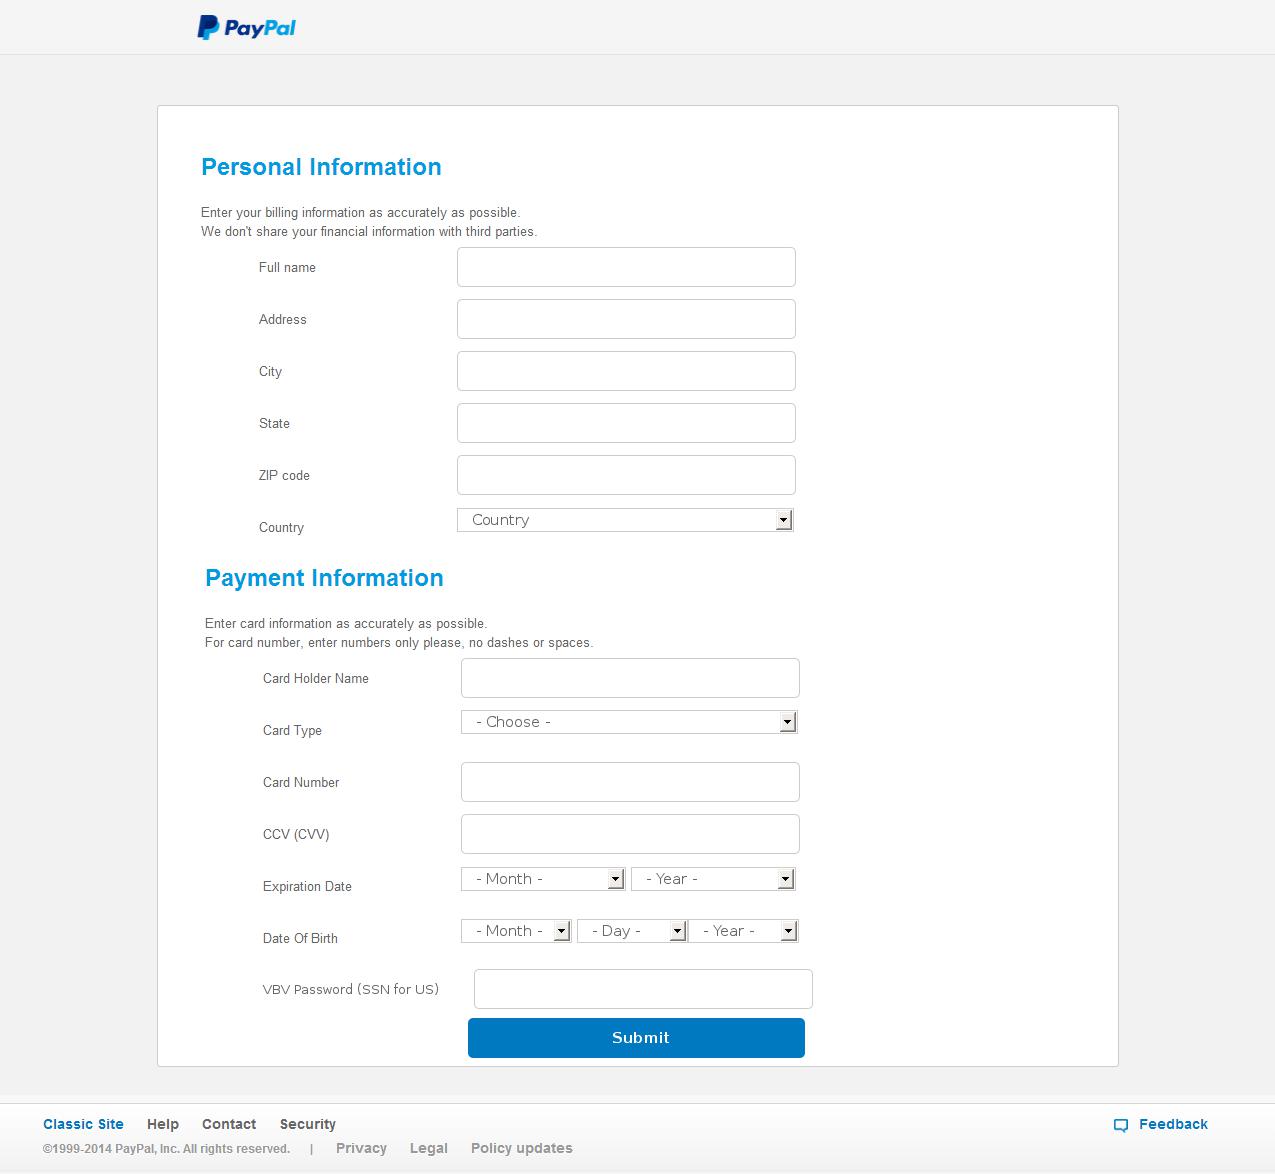 PayPal
Personal Information
Enter your billing information as accurately as possible.
We don't share your financial information with third parties.
Full name
Address
City
State
ZIP code
Country Country
Payment Information
Enter card information as accurately as possible.
For card number, enter numbers only please, no dashes or spaces.
Card Holder Name
Card Type - Choose -
Card Number
CCV (CVV)
Expiration Date - Month - - Year -
Date Of Birth - Month - - Day - - Year -
VBV Password (SSN for US)
Submit
Classic Site Help Contact Security Feedback
©1999-2014 PayPal, Inc. All rights reserved. | Privacy Legal Policy updates